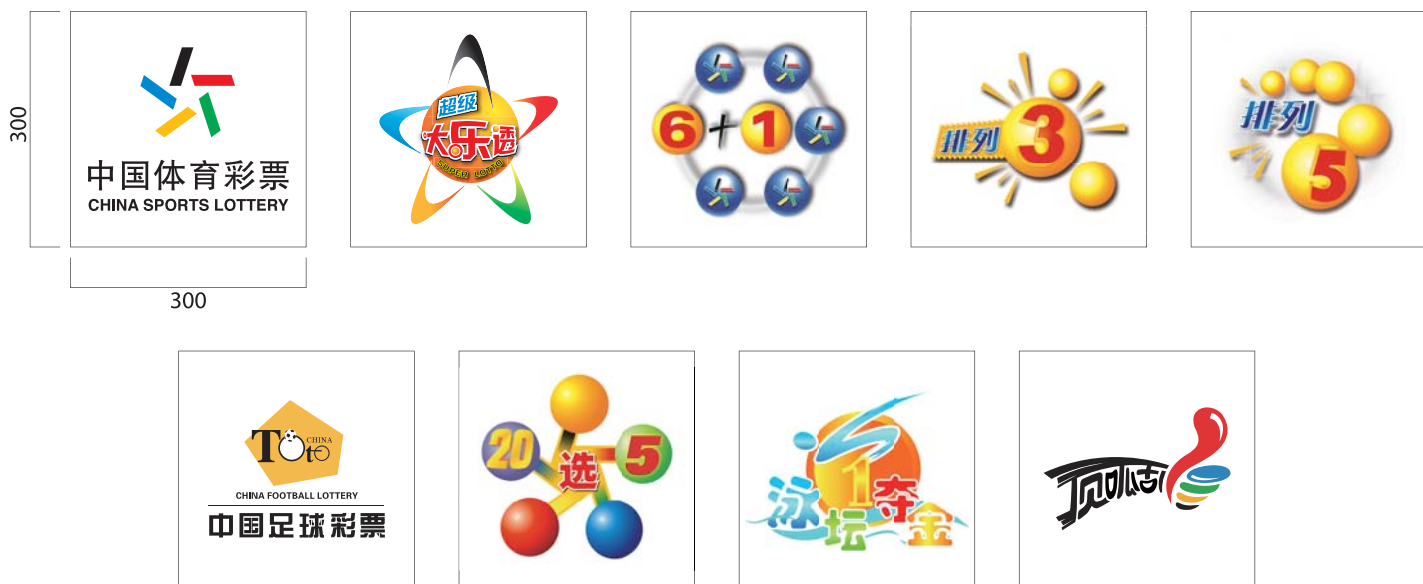 300
中国体育彩票
CHINA SPORTS LOTTERY
300
超级
大乐透
SUPER LOTTO
6+1
排列 3
排列
5
CHINA
Toto
CHINA FOOTBALL LOTTERY
中国足球彩票
20 选 5
1
泳坛夺金
顶呱刮